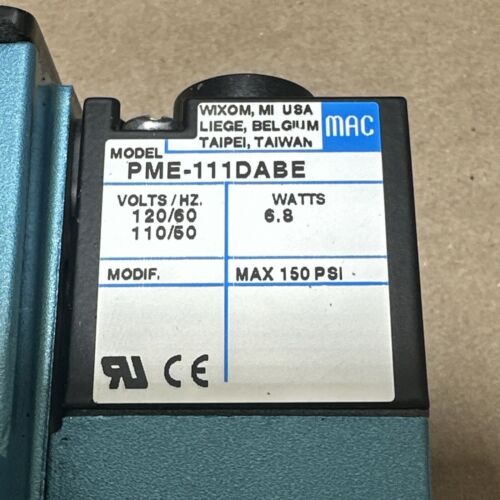 WIXOM, MI USA
LIEGE, BELGIUM
TAIPEI, TAIWAN
MAC
MODEL
PME-111DABE
VOLTS/HZ.
120/60
110/50
WATTS
6.8
MODIF.
MAX 150 PSI
RU CE